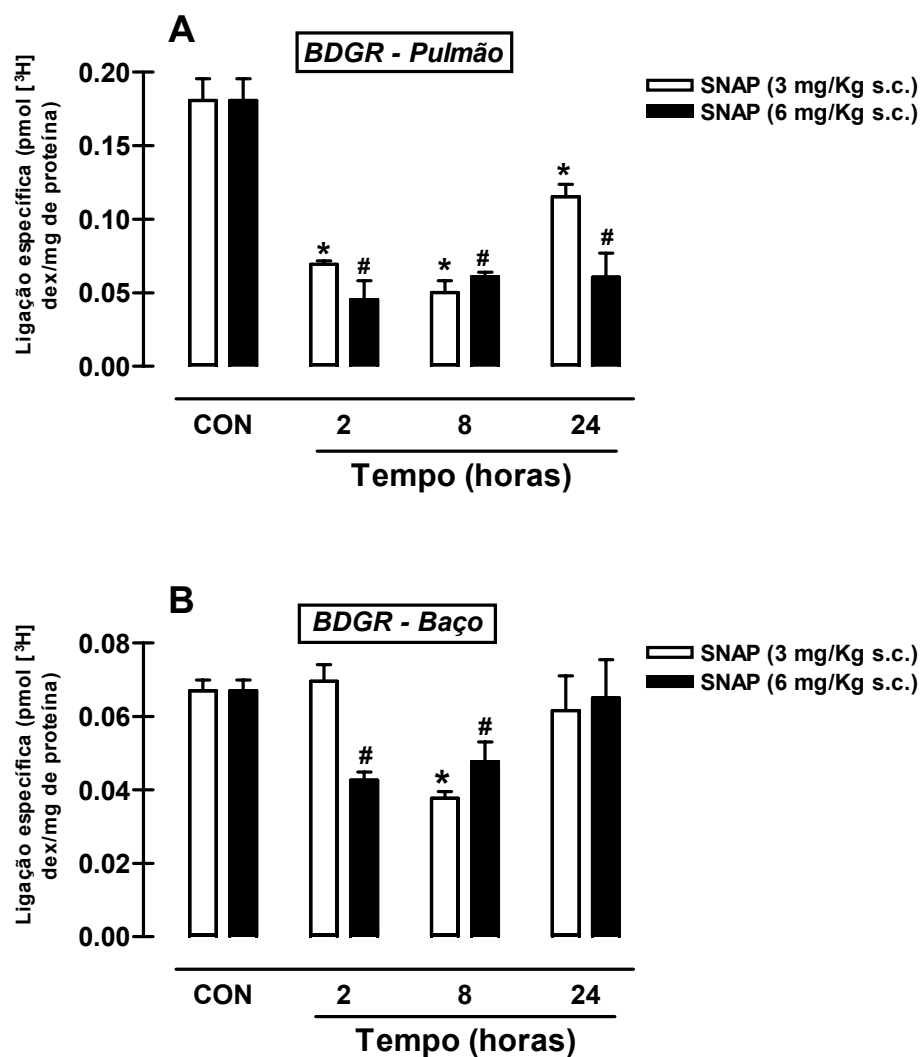 A
BDGR - Pulmão
SNAP (3 mg/Kg s.c.)
SNAP (6 mg/Kg s.c.)
Ligação específica (pmol [³H]
dex/mg de proteína)
0.20
0.15
0.10
0.05
0.00
*
#
*
#
*
#
CON
2
8
24
Tempo (horas)
B
BDGR - Baço
SNAP (3 mg/Kg s.c.)
SNAP (6 mg/Kg s.c.)
Ligação específica (pmol [³H]
dex/mg de proteína)
0.08
0.06
0.04
0.02
0.00
#
*
#
CON
2
8
24
Tempo (horas)